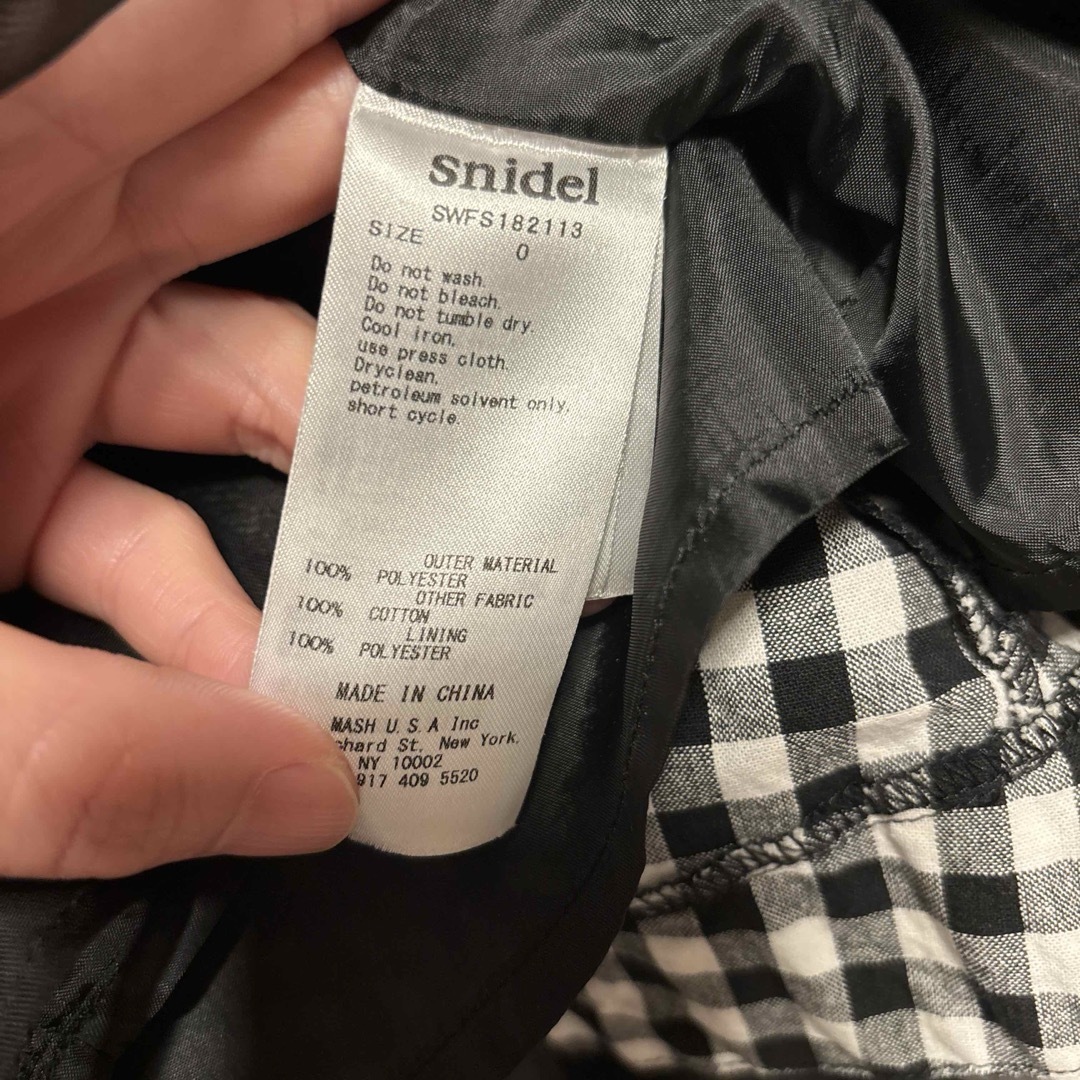 snidel
SWFS182113
SIZE 0
Do not wash.
Do not bleach.
Do not tumble dry.
Cool iron.
use press cloth.
Dryclean.
petroleum solvent only.
short cycle.
OUTER MATERIAL
100% POLYESTER
OTHER FABRIC
100% COTTON
LINING
100% POLYESTER
MADE IN CHINA
MASH U.S.A Inc
St. New York.
NY 10002
917 409 5520